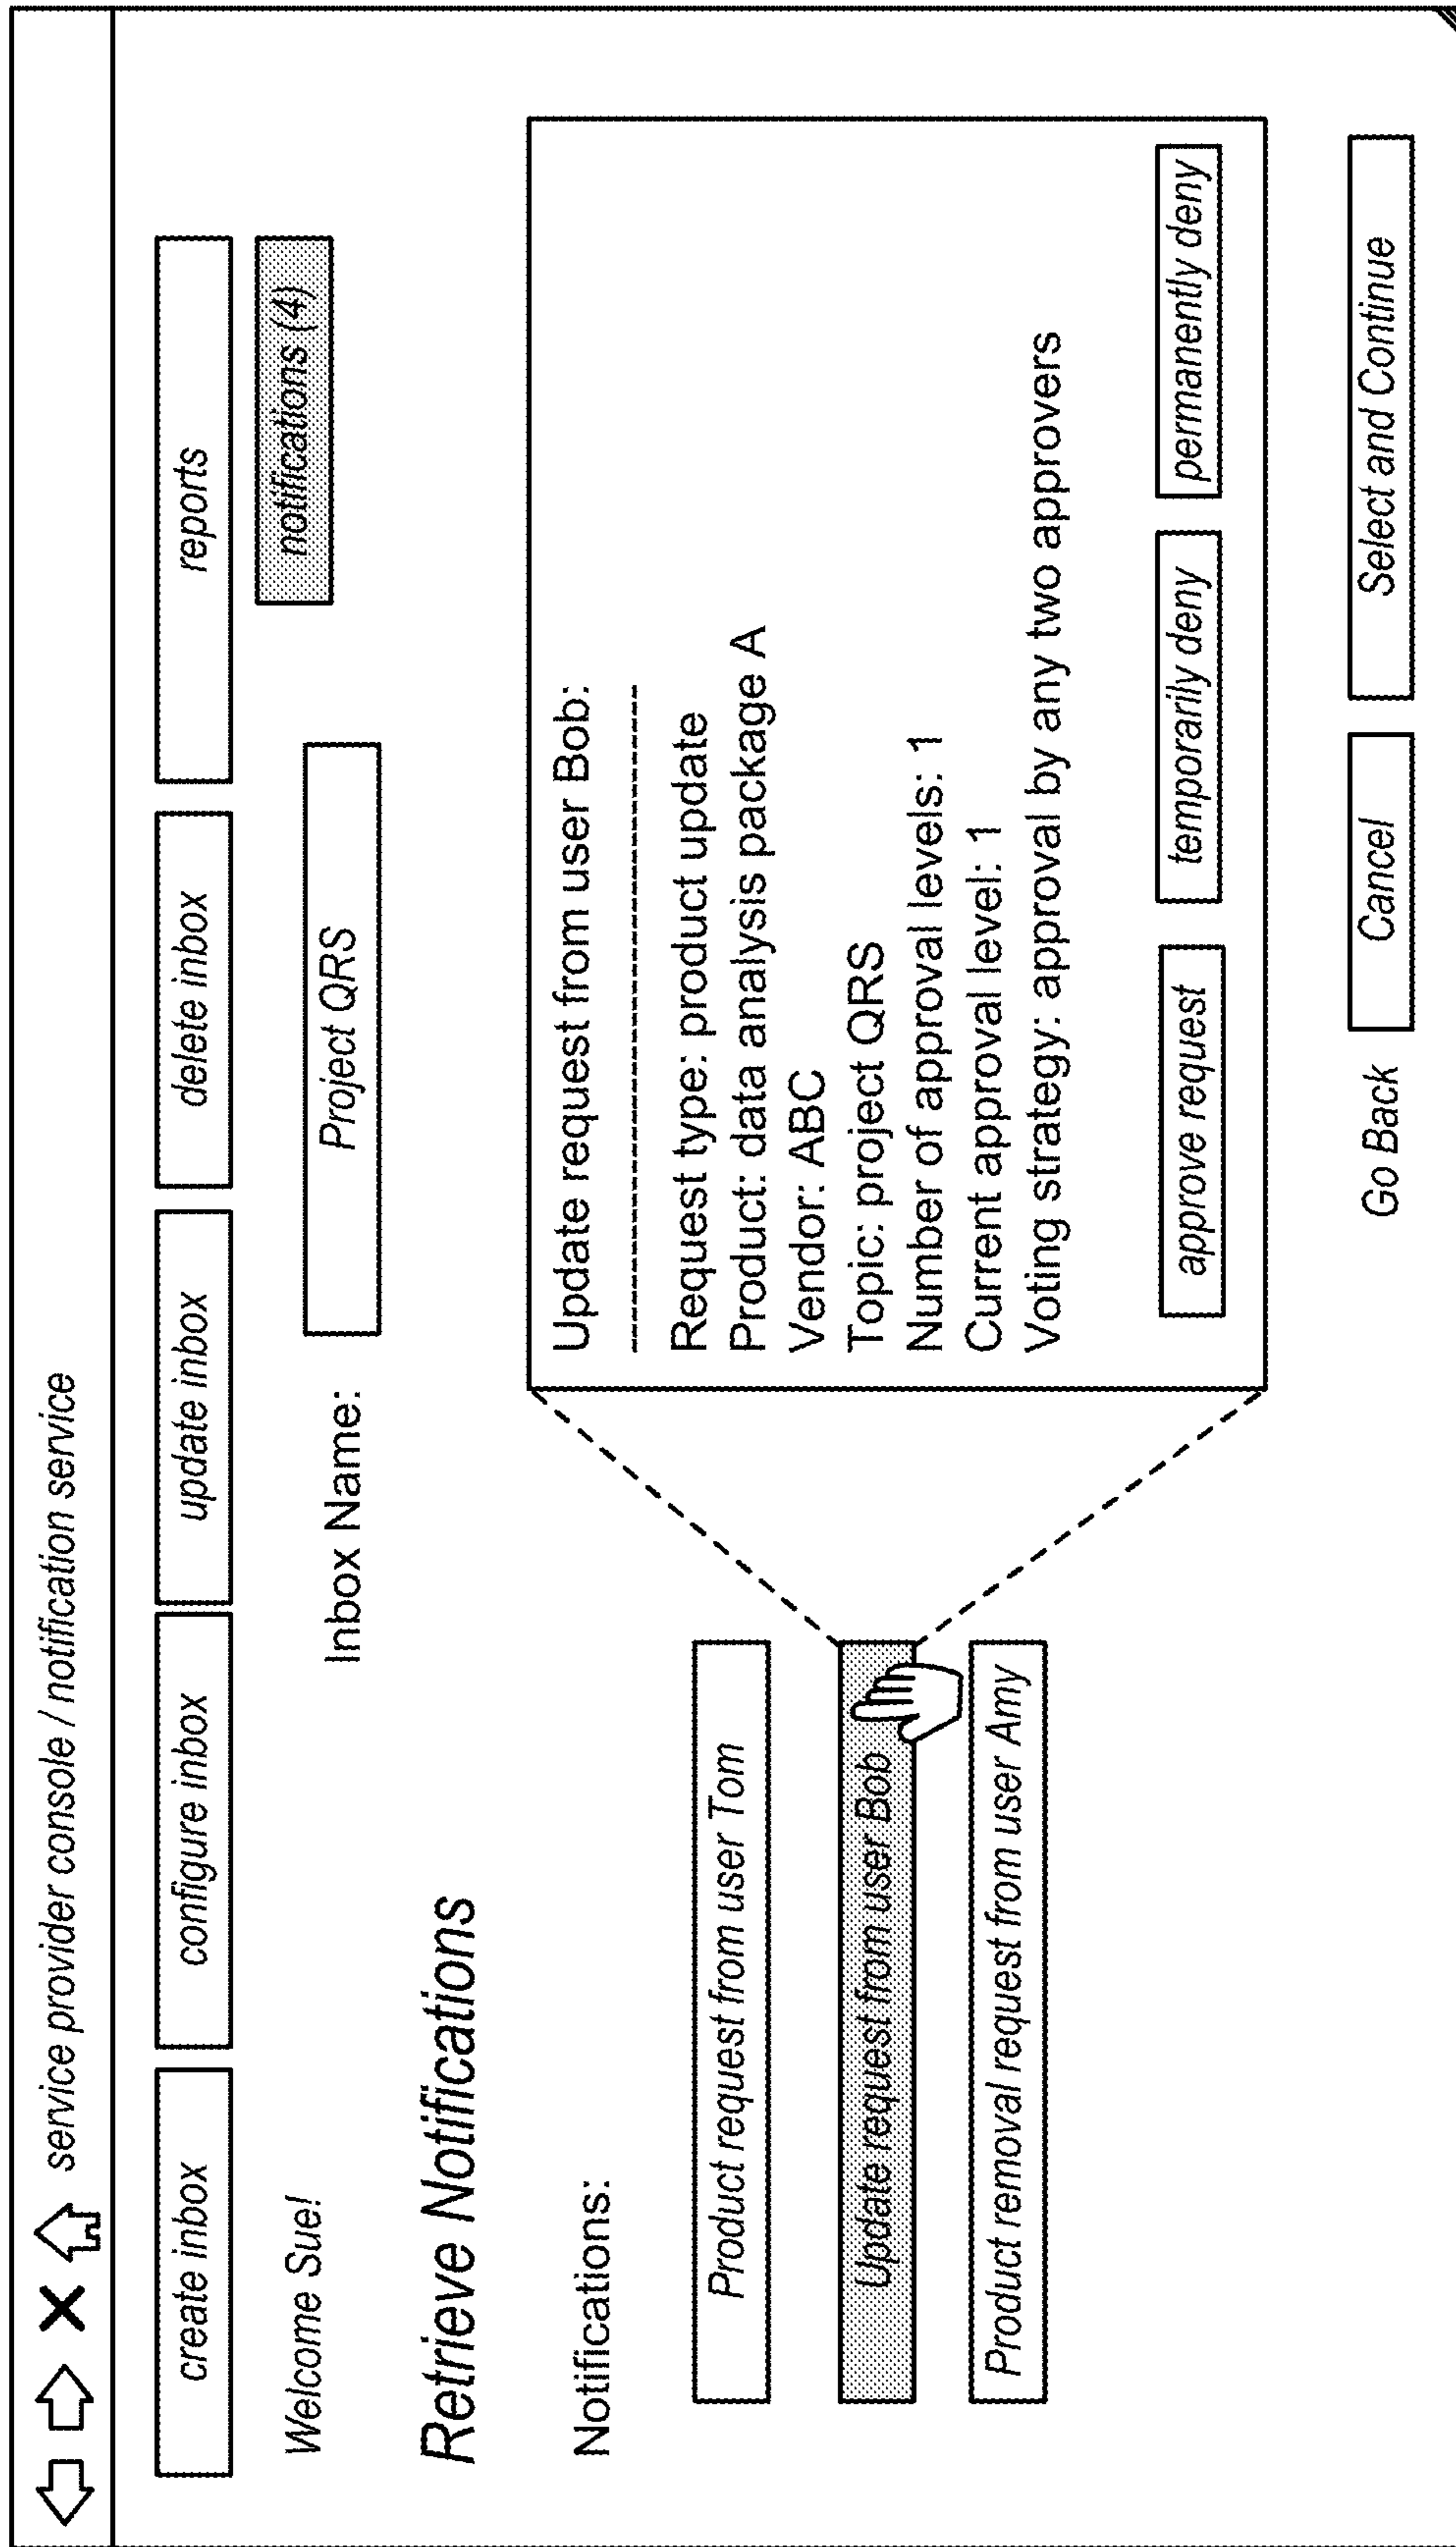 service provider console / notification service
create inbox
configure inbox
update inbox
delete inbox
reports
Welcome Sue!
notifications (4)
Inbox Name:
Project QRS
Retrieve Notifications
Notifications:
Product request from user Tom
Update request from user Bob
Product removal request from user Amy
Update request from user Bob:
Request type: product update
Product: data analysis package A
Vendor: ABC
Topic: project QRS
Number of approval levels: 1
Current approval level: 1
Voting strategy: approval by any two approvers
approve request
temporarily deny
permanently deny
Go Back
Cancel
Select and Continue